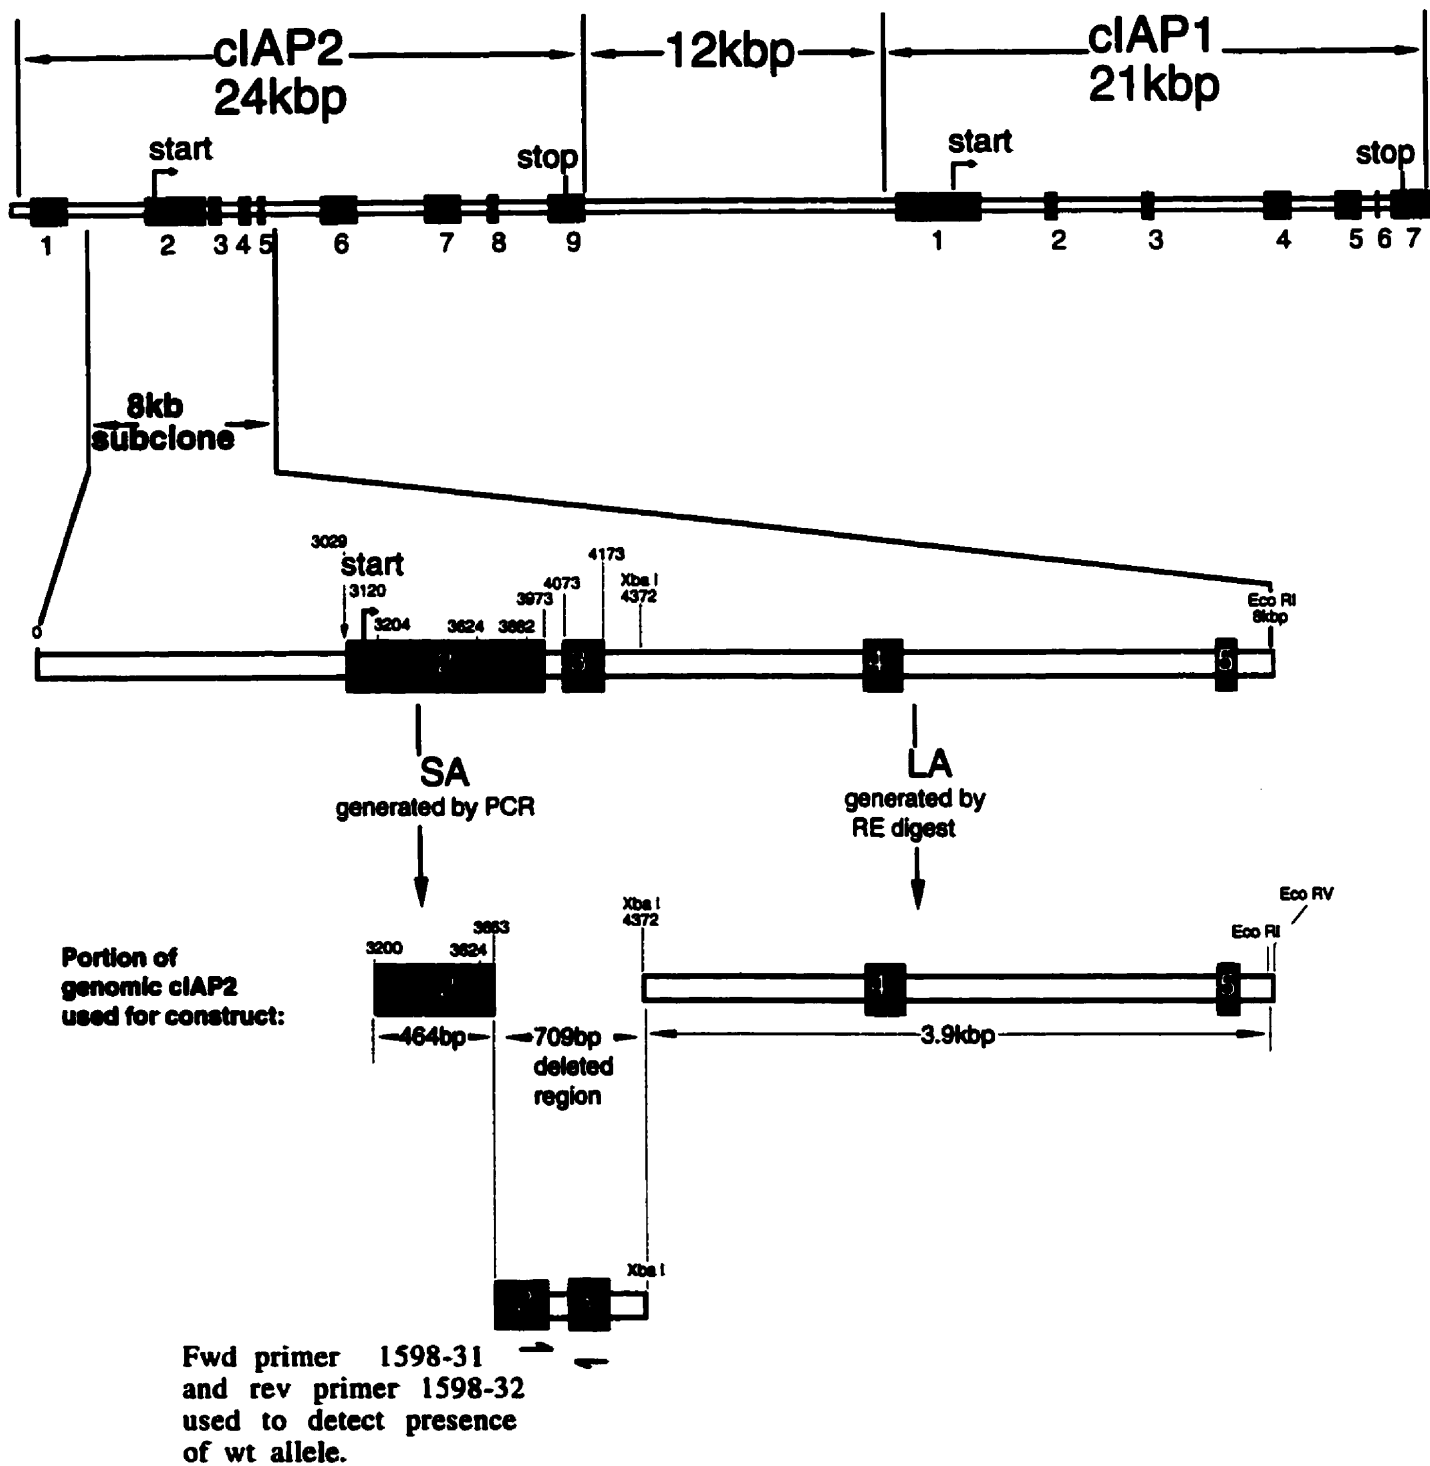 cIAP2
24kbp
12kbp
cIAP1
21kbp
start
stop
start
stop
1 2 3 4 5 6 7 8 9
1 2 3 4 5 6 7
8kb
subclone
3029
start
3120
3204
3624
3973
4073
4173
Xba I
4372
Eco RI
0
3
4
5
SA
generated by PCR
LA
generated by
RE digest
Portion of
genomic cIAP2
used for construct:
3200
3624
3663
Xba I
4372
Eco RI
Eco RV
4
5
464bp
709bp
deleted
region
3.9kbp
Xba I
Fwd primer 1598-31
and rev primer 1598-32
used to detect presence
of wt allele.